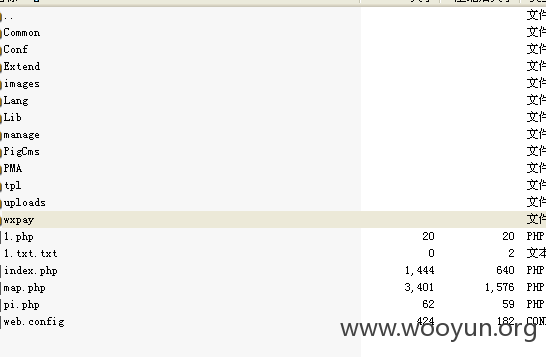 ..
文件
Common
文件
Conf
文件
Extend
文件
images
文件
Lang
文件
Lib
文件
manage
文件
PigCms
文件
PMA
文件
tpl
文件
uploads
文件
wxpay
文件
1.php 20 20 PHP
1.txt.txt 0 2 文本
index.php 1,444 640 PHP
map.php 3,401 1,576 PHP
pi.php 62 59 PHP
web.config 424 182 CON
www.wooyun.org